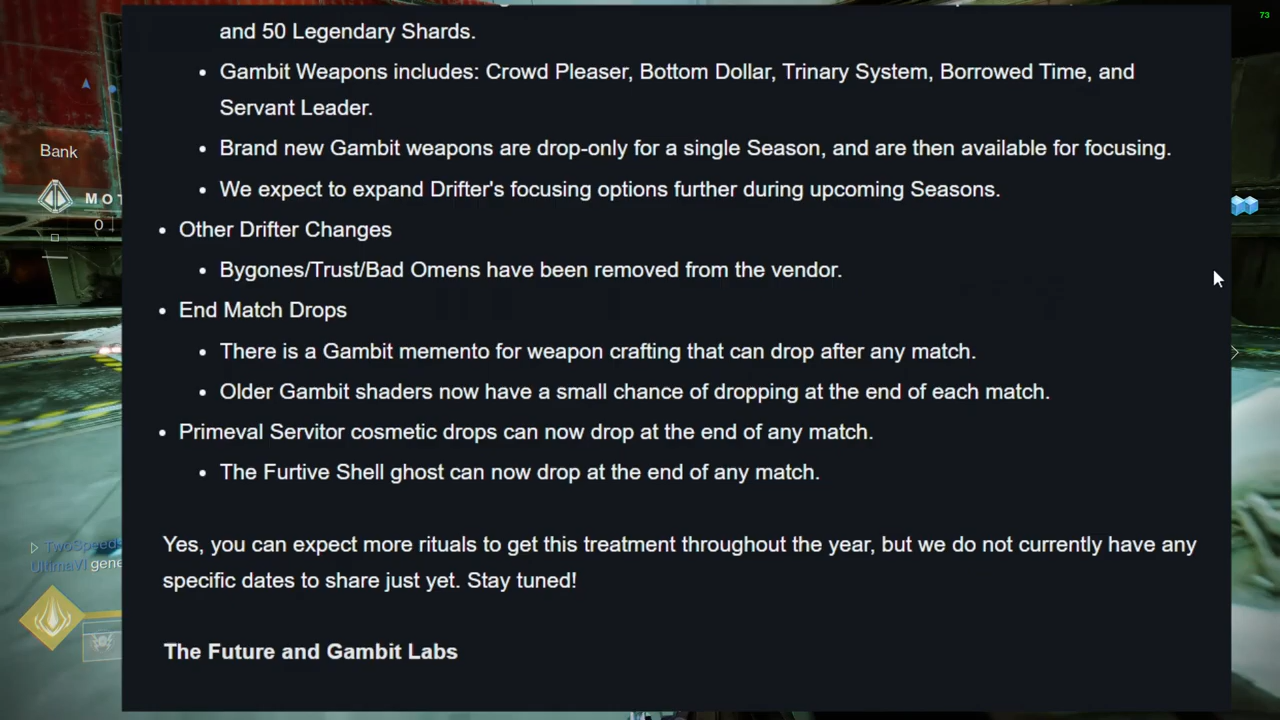 73
and 50 Legendary Shards.
Gambit Weapons includes: Crowd Pleaser, Bottom Dollar, Trinary System, Borrowed Time, and
Servant Leader.
Brand new Gambit weapons are drop-only for a single Season, and are then available for focusing.
Bank
We expect to expand Drifter's focusing options further during upcoming Seasons.
MOT
0
Other Drifter Changes
Bygones/Trust/Bad Omens have been removed from the vendor.
End Match Drops
There is a Gambit memento for weapon crafting that can drop after any match.
Older Gambit shaders now have a small chance of dropping at the end of each match.
Primeval Servitor cosmetic drops can now drop at the end of any match.
The Furtive Shell ghost can now drop at the end of any match.
Yes, you can expect more rituals to get this treatment throughout the year, but we do not currently have any
specific dates to share just yet. Stay tuned!
TwoSpeeds
UltimaVI gene
The Future and Gambit Labs